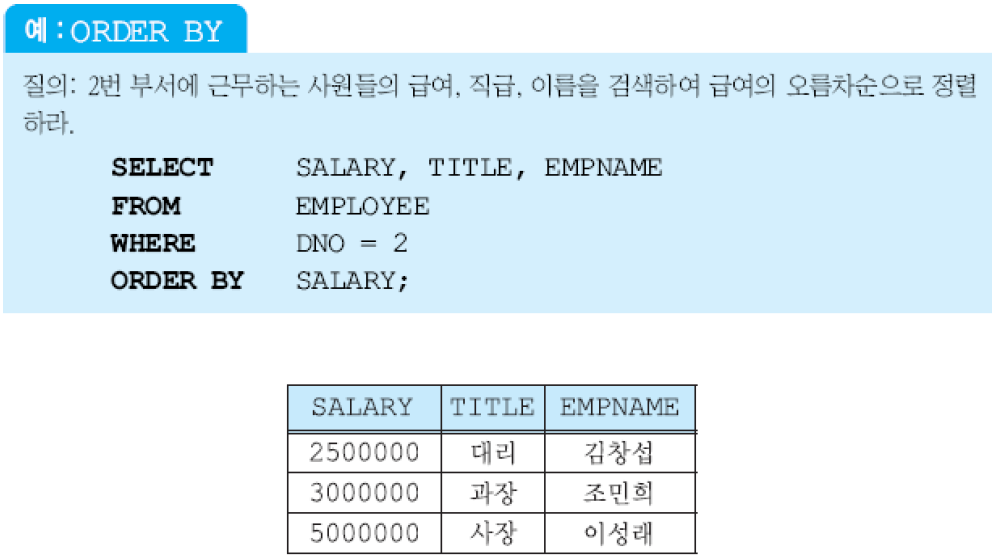 예 : ORDER BY
질의: 2번 부서에 근무하는 사원들의 급여, 직급, 이름을 검색하여 급여의 오름차순으로 정렬
하라.
SELECT SALARY, TITLE, EMPNAME
FROM EMPLOYEE
WHERE DNO = 2
ORDER BY SALARY;
SALARY TITLE EMPNAME
2500000 대리 김창섭
3000000 과장 조민희
5000000 사장 이성래